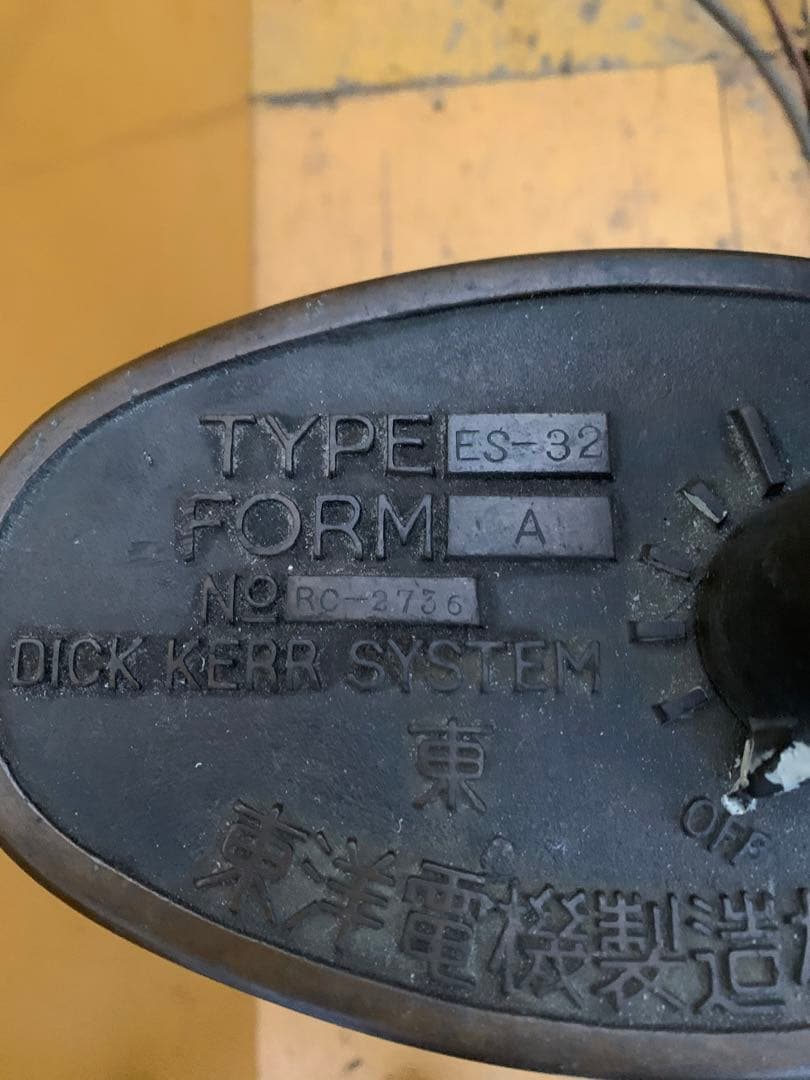 TYPE ES-32
FORM A
No RC-2736
DICK KERR SYSTEM
東
OFF
東洋電機製造